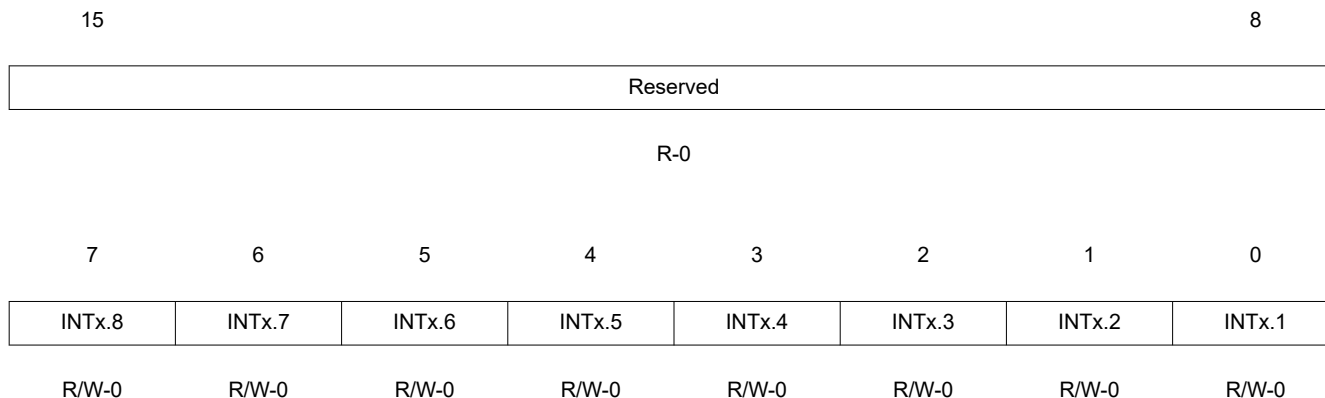 15 8
Reserved
R-0
7 6 5 4 3 2 1 0
INTx.8 INTx.7 INTx.6 INTx.5 INTx.4 INTx.3 INTx.2 INTx.1
R/W-0 R/W-0 R/W-0 R/W-0 R/W-0 R/W-0 R/W-0 R/W-0